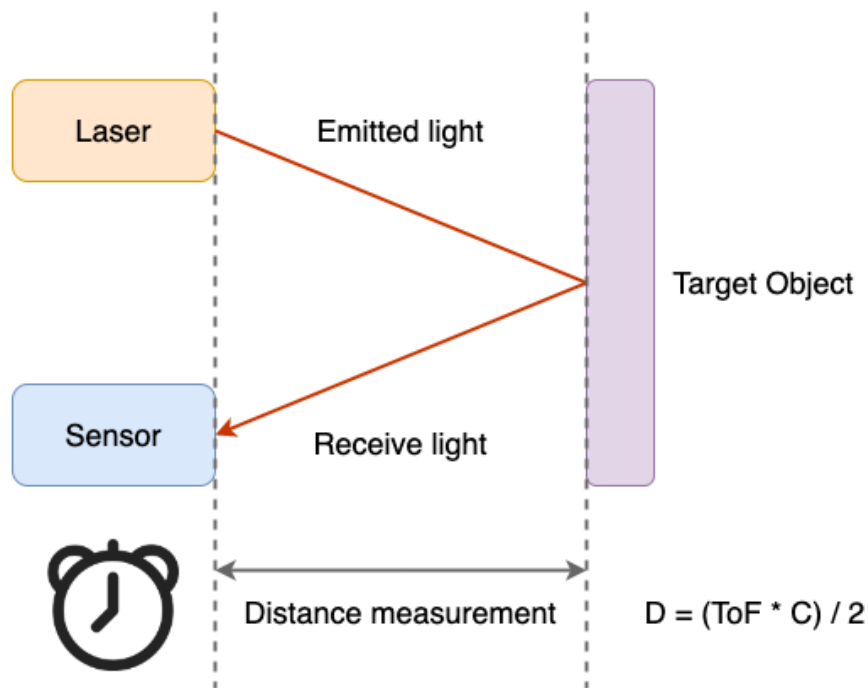 Laser
Emitted light
Target Object
Sensor
Receive light
Distance measurement
D = (ToF * C) / 2